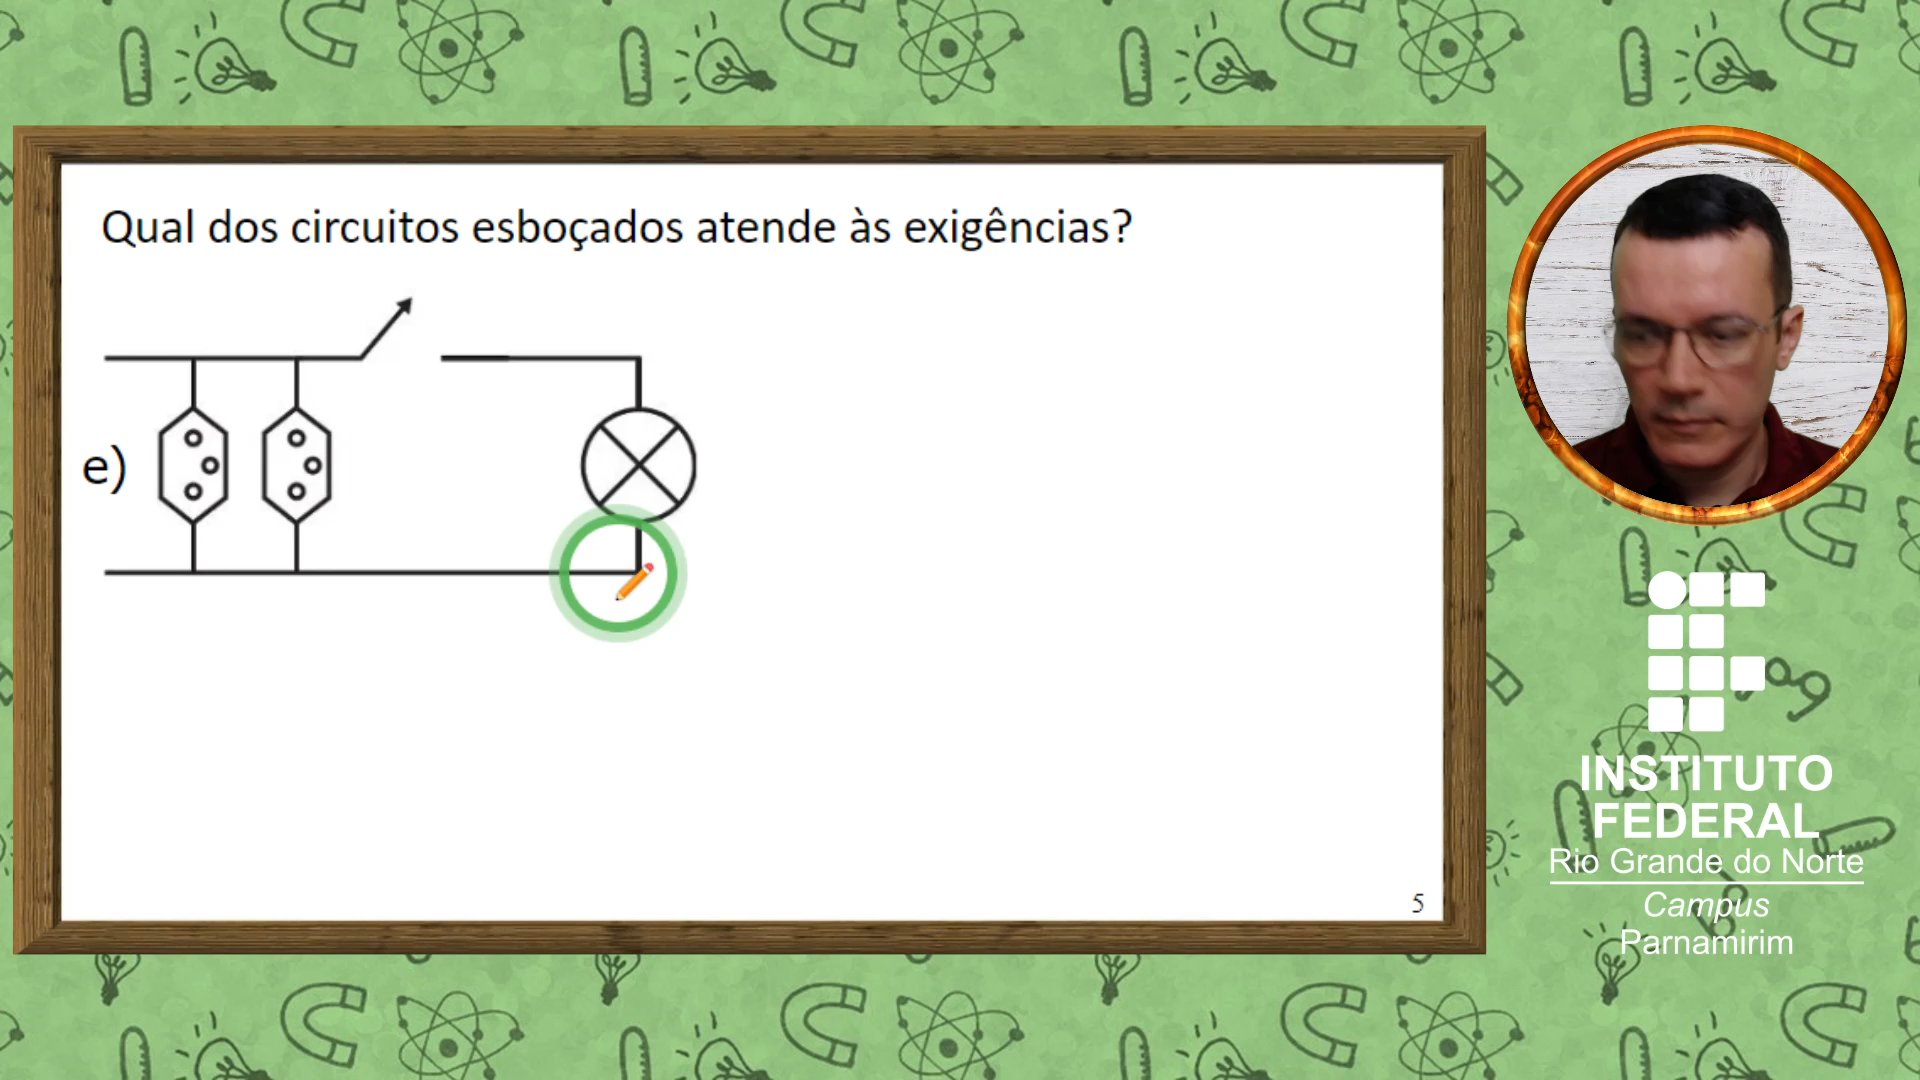 Qual dos circuitos esboçados atende às exigências?
e)
5
INSTITUTO
FEDERAL
Rio Grande do Norte
Campus
Parnamirim